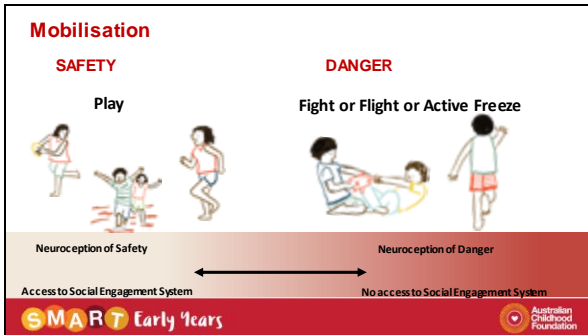 Mobilisation
SAFETY
DANGER
Play
Fight or Flight or Active Freeze
Neuroception of Safety
Neuroception of Danger
Access to Social Engagement System
No access to Social Engagement System
SMART Early Years
Australian
Childhood
Foundation